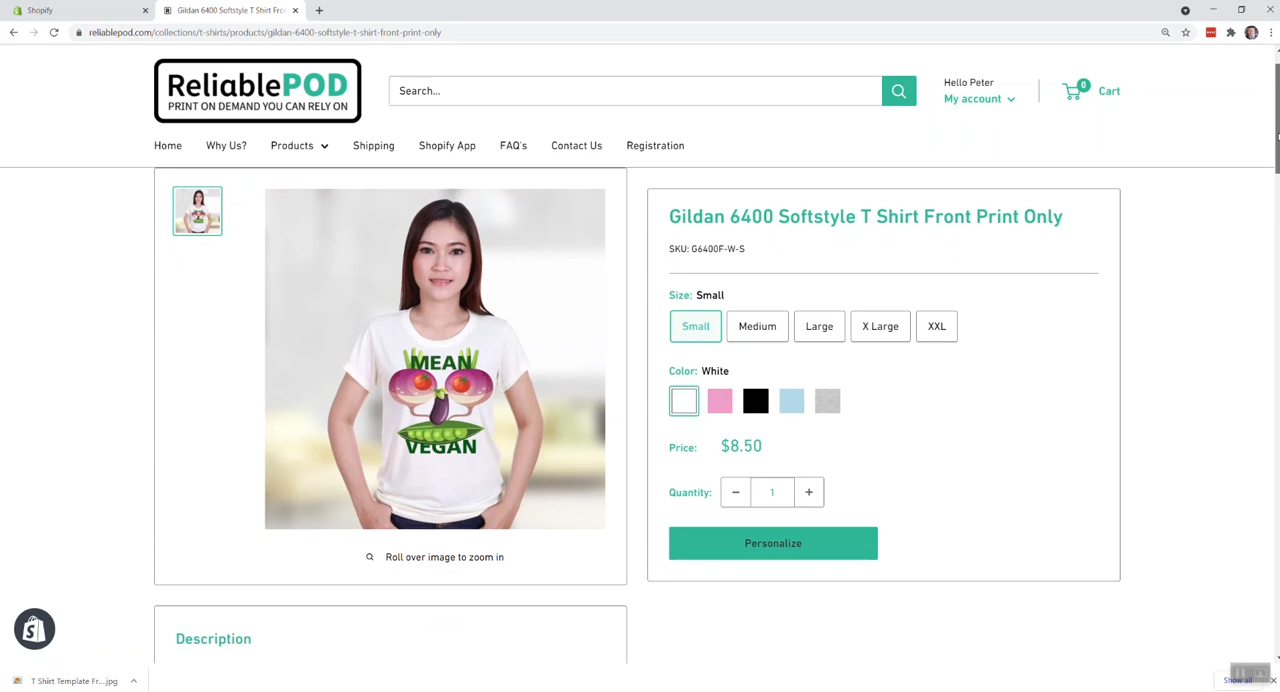 Shopify
Gildan 6400 Softstyle T Shirt Fro
reliablepod.com/collections/t-shirts/products/gildan-6400-softstyle-t-shirt-front-print-only
ReliablePOD
PRINT ON DEMAND YOU CAN RELY ON
Search...
Hello Peter
My account
0
Cart
Home Why Us? Products Shipping Shopify App FAQ's Contact Us Registration
MEAN
VEGAN
Roll over image to zoom in
Gildan 6400 Softstyle T Shirt Front Print Only
SKU: G6400F-W-S
Size: Small
Small Medium Large X Large XXL
Color: White
Price: $8.50
Quantity: − 1 +
Personalize
Description
T Shirt Template Fr....jpg
Show all